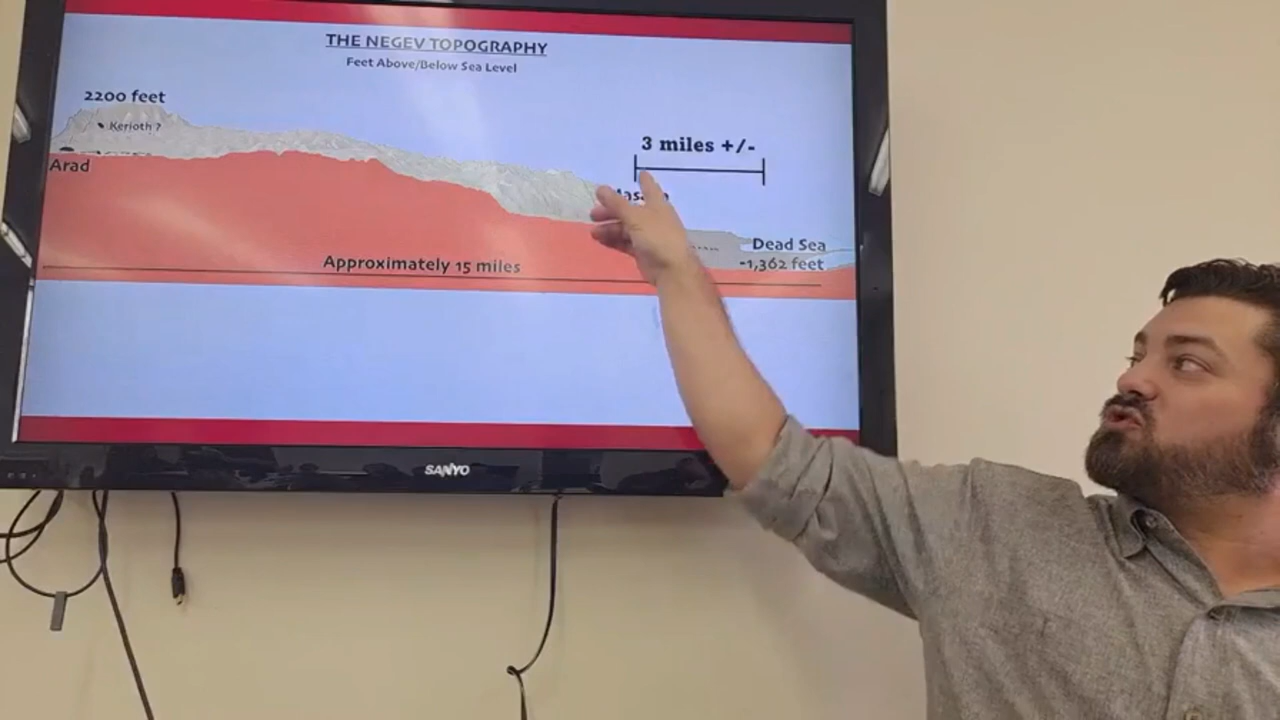 THE NEGEV TOPOGRAPHY
Feet Above/Below Sea Level
2200 feet
Kerioth ?
Arad
3 miles +/-
Dead Sea
-1,362 feet
Approximately 15 miles
SANYO